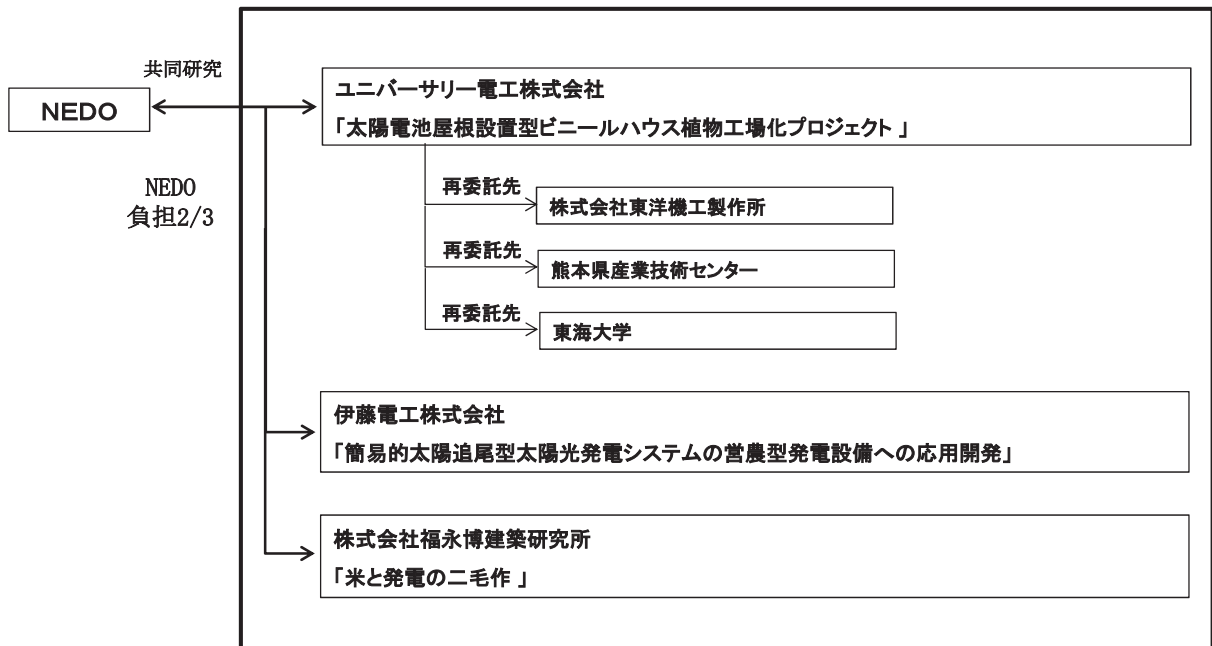 共同研究
NEDO
NEDO
負担2/3
ユニバーサリー電工株式会社
「太陽電池屋根設置型ビニールハウス植物工場化プロジェクト 」
再委託先
株式会社東洋機工製作所
再委託先
熊本県産業技術センター
再委託先
東海大学
伊藤電工株式会社
「簡易的太陽追尾型太陽光発電システムの営農型発電設備への応用開発」
株式会社福永博建築研究所
「米と発電の二毛作 」